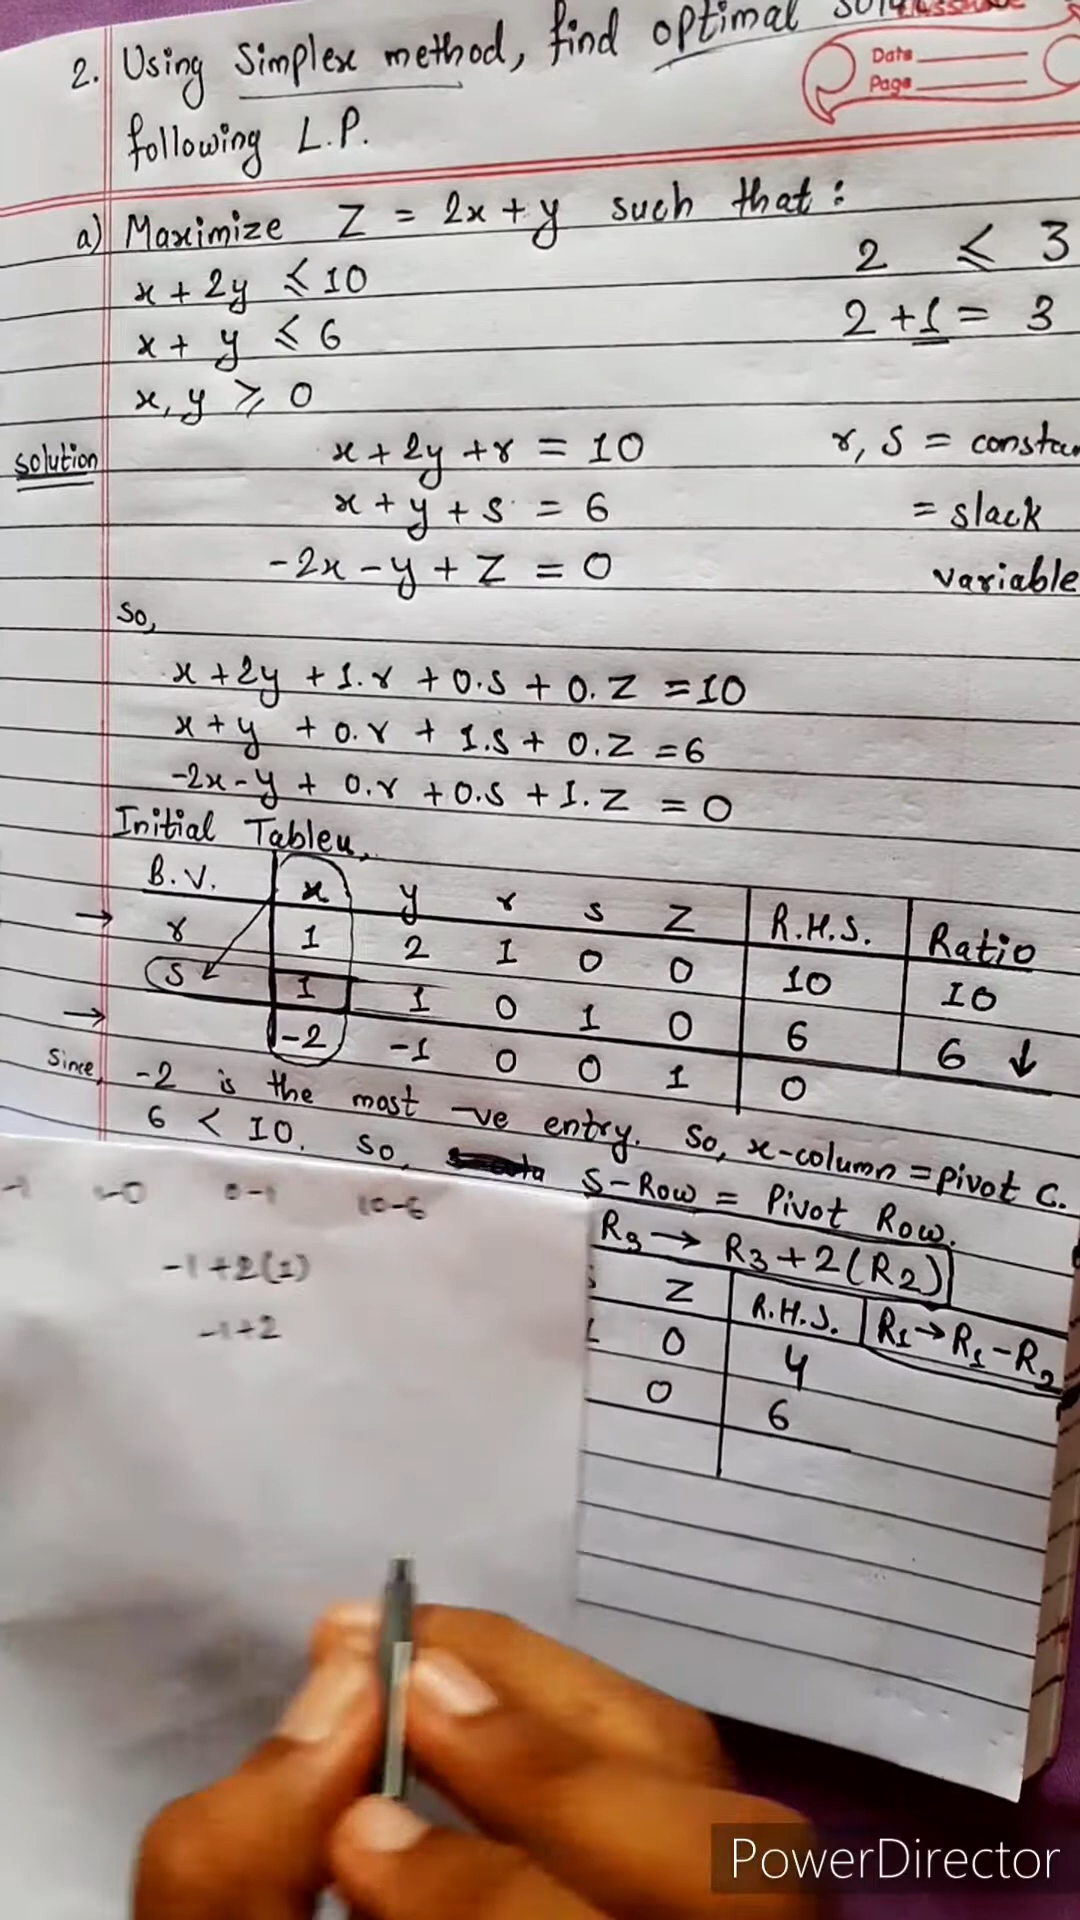 2. Using Simplex method, find optimal
Date
Page
following L.P.
a) Maximize Z = 2x + y such that :
x + 2y ≤ 10
2 ≤ 3
x + y ≤ 6
2 + 1 = 3
x, y ≥ 0
solution
x + 2y + r = 10
r, s =
x + y + s = 6
= slack
-2x - y + Z = 0
variable
So,
x + 2y + 1.r + 0.s + 0.Z = 10
x + y + 0.r + 1.s + 0.Z = 6
-2x - y + 0.r + 0.s + 1.Z = 0
Initial Tableu,
B.V. x y r s Z R.H.S. Ratio
→ r 1 2 1 0 0 10 10
s 1 1 0 1 0 6 6 ↓
→ -2 -1 0 0 1 0
Since, -2 is the most -ve entry. So, x-column = pivot C.
6 < 10. So, S-Row = Pivot Row.
0-1 10-6
R3 → R3 + 2(R2)
-1+2(1)
Z R.H.S. R1 → R1 - R2
-1+2
0 4
0 6
PowerDirector